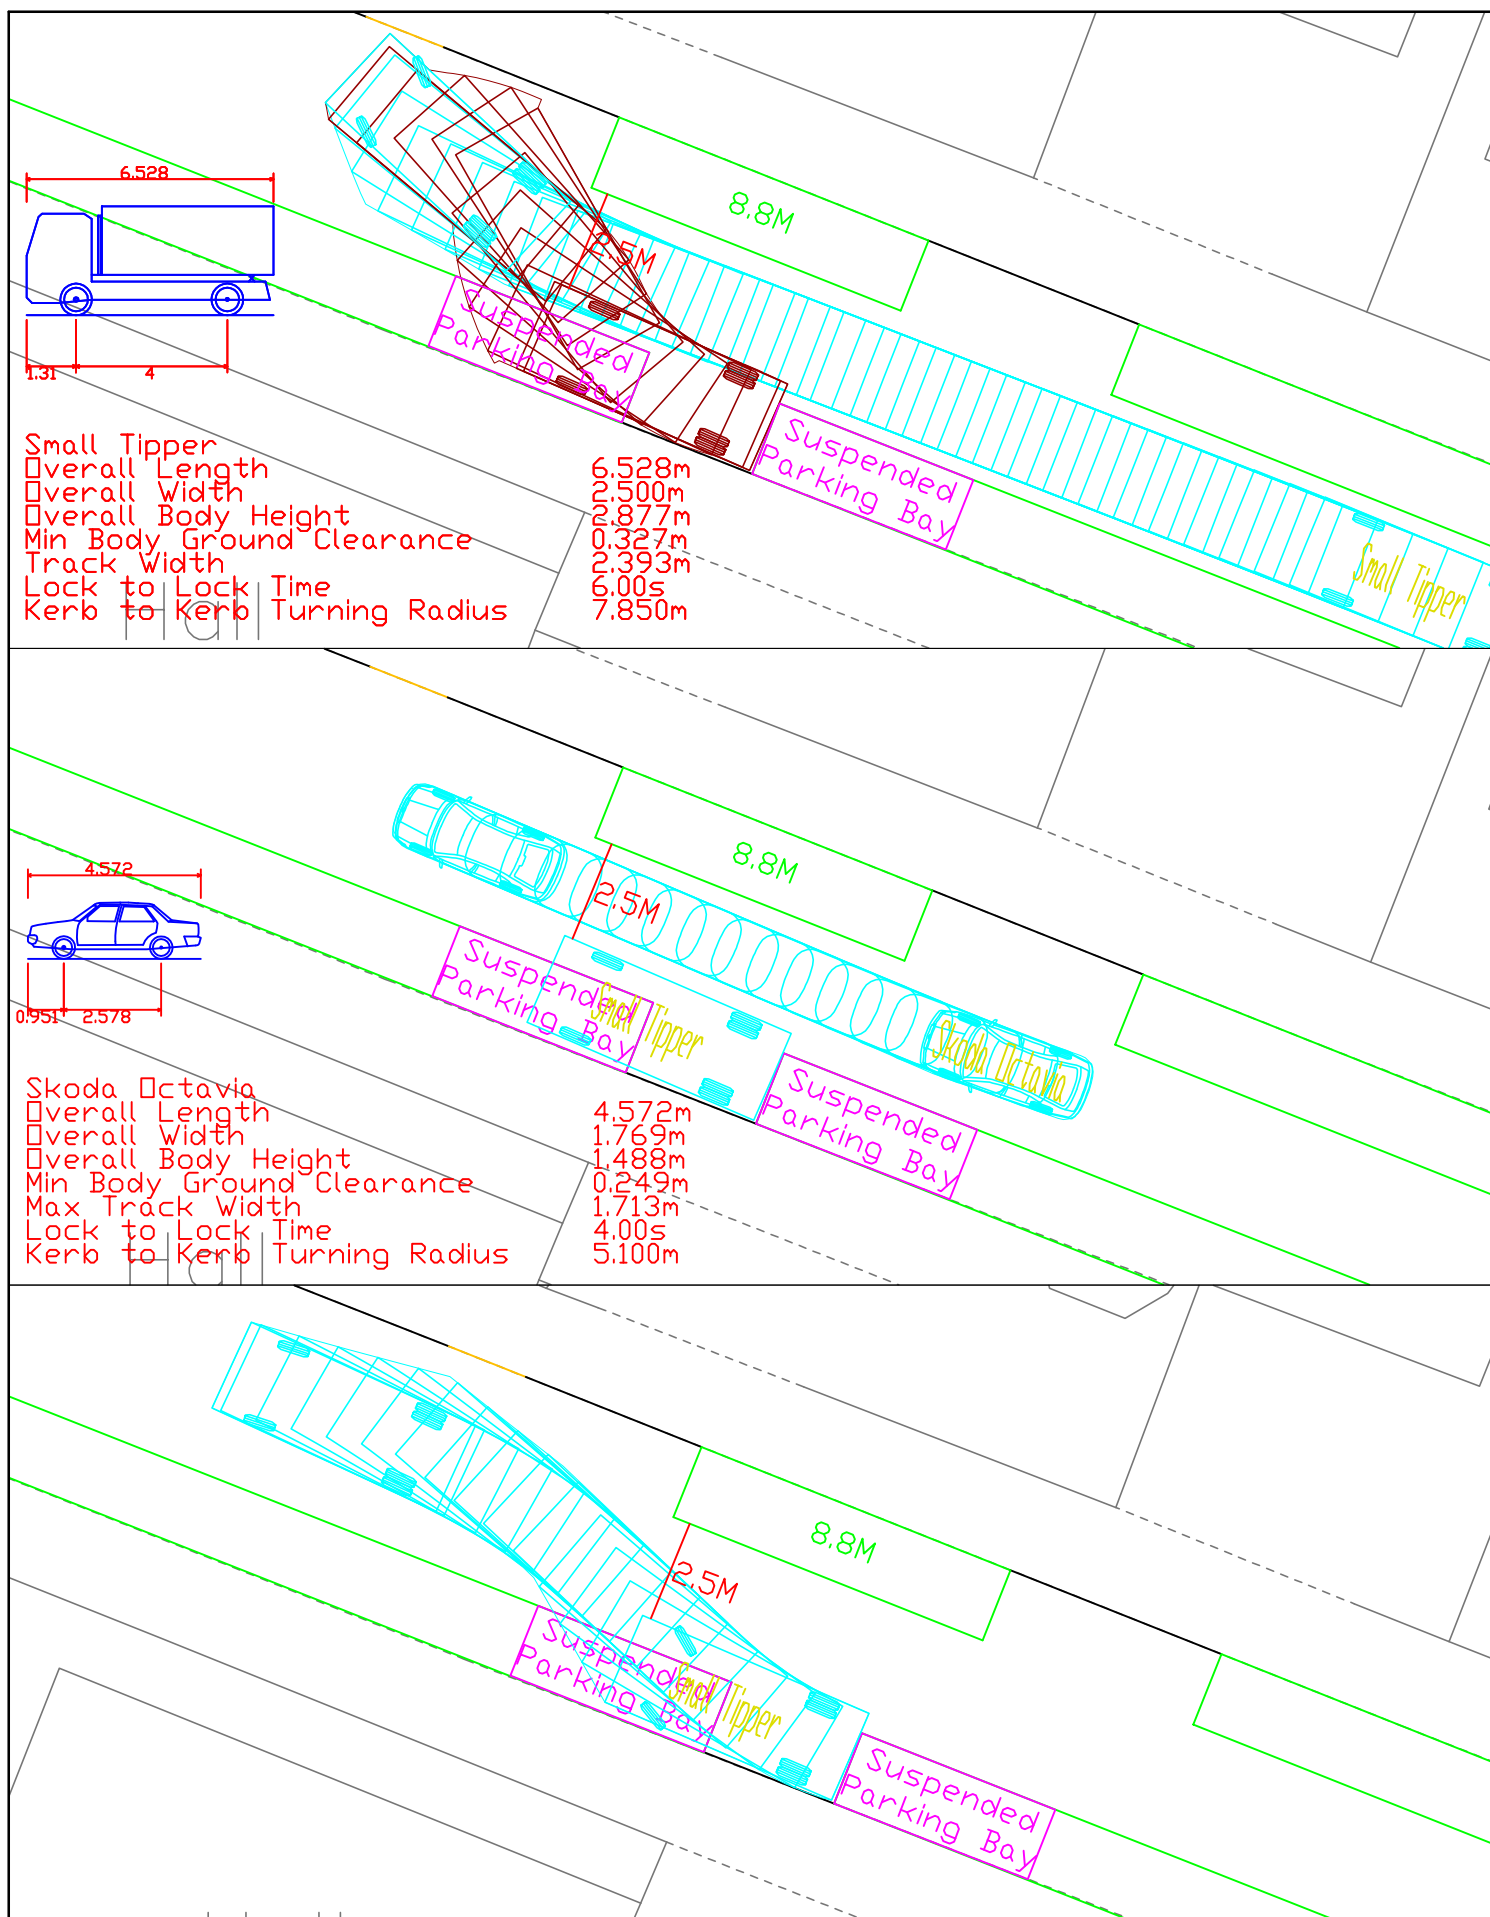 6.528
8.8M
2.5M
Suspended
Parking Bay
1.31
4
Suspended
Parking Bay
Small Tipper
Small Tipper
Overall Length 6.528m
Overall Width 2.500m
Overall Body Height 2.877m
Min Body Ground Clearance 0.327m
Track Width 2.393m
Lock to Lock Time 6.00s
Kerb to Kerb Turning Radius 7.850m
Hall
8.8M
4.572
2.5M
Suspended
Parking Bay
Small Tipper
0.951
2.578
Skoda Octavia
Suspended
Parking Bay
Skoda Octavia
Overall Length 4.572m
Overall Width 1.769m
Overall Body Height 1.488m
Min Body Ground Clearance 0.249m
Max Track Width 1.713m
Lock to Lock Time 4.00s
Kerb to Kerb Turning Radius 5.100m
Hall
8.8M
2.5M
Suspended
Parking Bay
Small Tipper
Suspended
Parking Bay